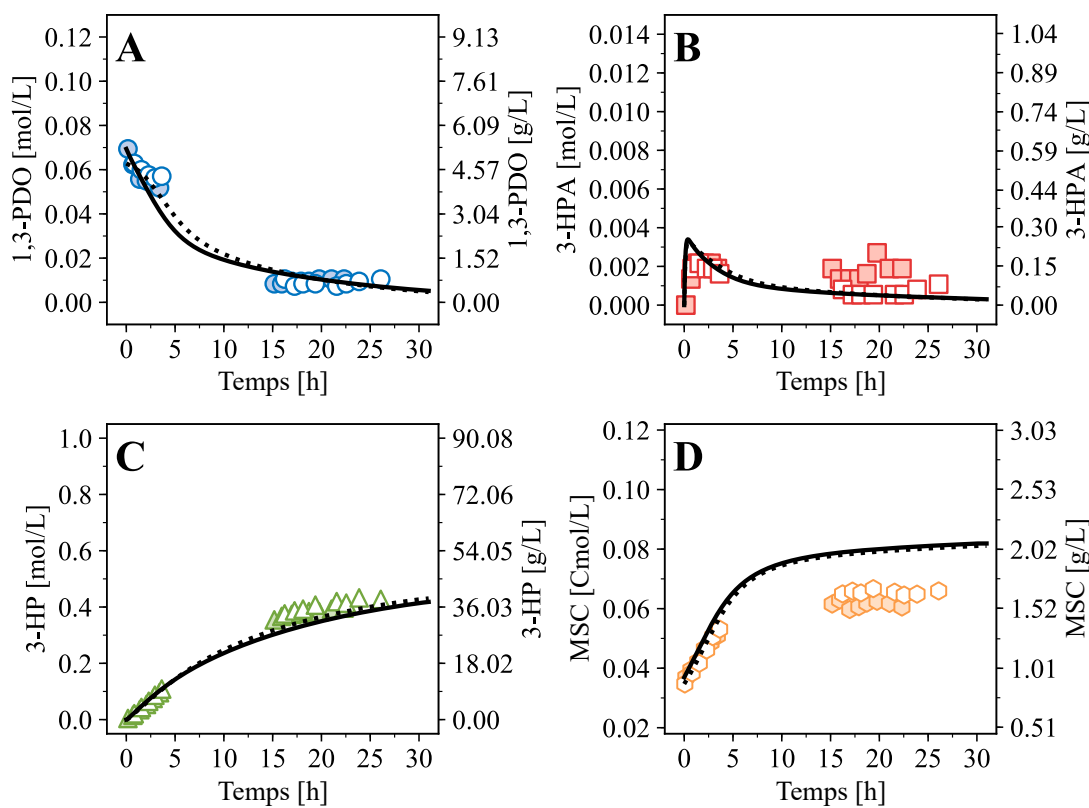 A
1,3-PDO [mol/L]
0.12
0.10
0.08
0.06
0.04
0.02
0.00
9.13
7.61
6.09
4.57
3.04
1.52
0.00
1,3-PDO [g/L]
0 5 10 15 20 25 30
Temps [h]
B
3-HPA [mol/L]
0.014
0.012
0.010
0.008
0.006
0.004
0.002
0.000
1.04
0.89
0.74
0.59
0.44
0.30
0.15
0.00
3-HPA [g/L]
0 5 10 15 20 25 30
Temps [h]
C
3-HP [mol/L]
1.0
0.8
0.6
0.4
0.2
0.0
90.08
72.06
54.05
36.03
18.02
0.00
3-HP [g/L]
0 5 10 15 20 25 30
Temps [h]
D
MSC [Cmol/L]
0.12
0.10
0.08
0.06
0.04
0.02
3.03
2.53
2.02
1.52
1.01
0.51
MSC [g/L]
0 5 10 15 20 25 30
Temps [h]